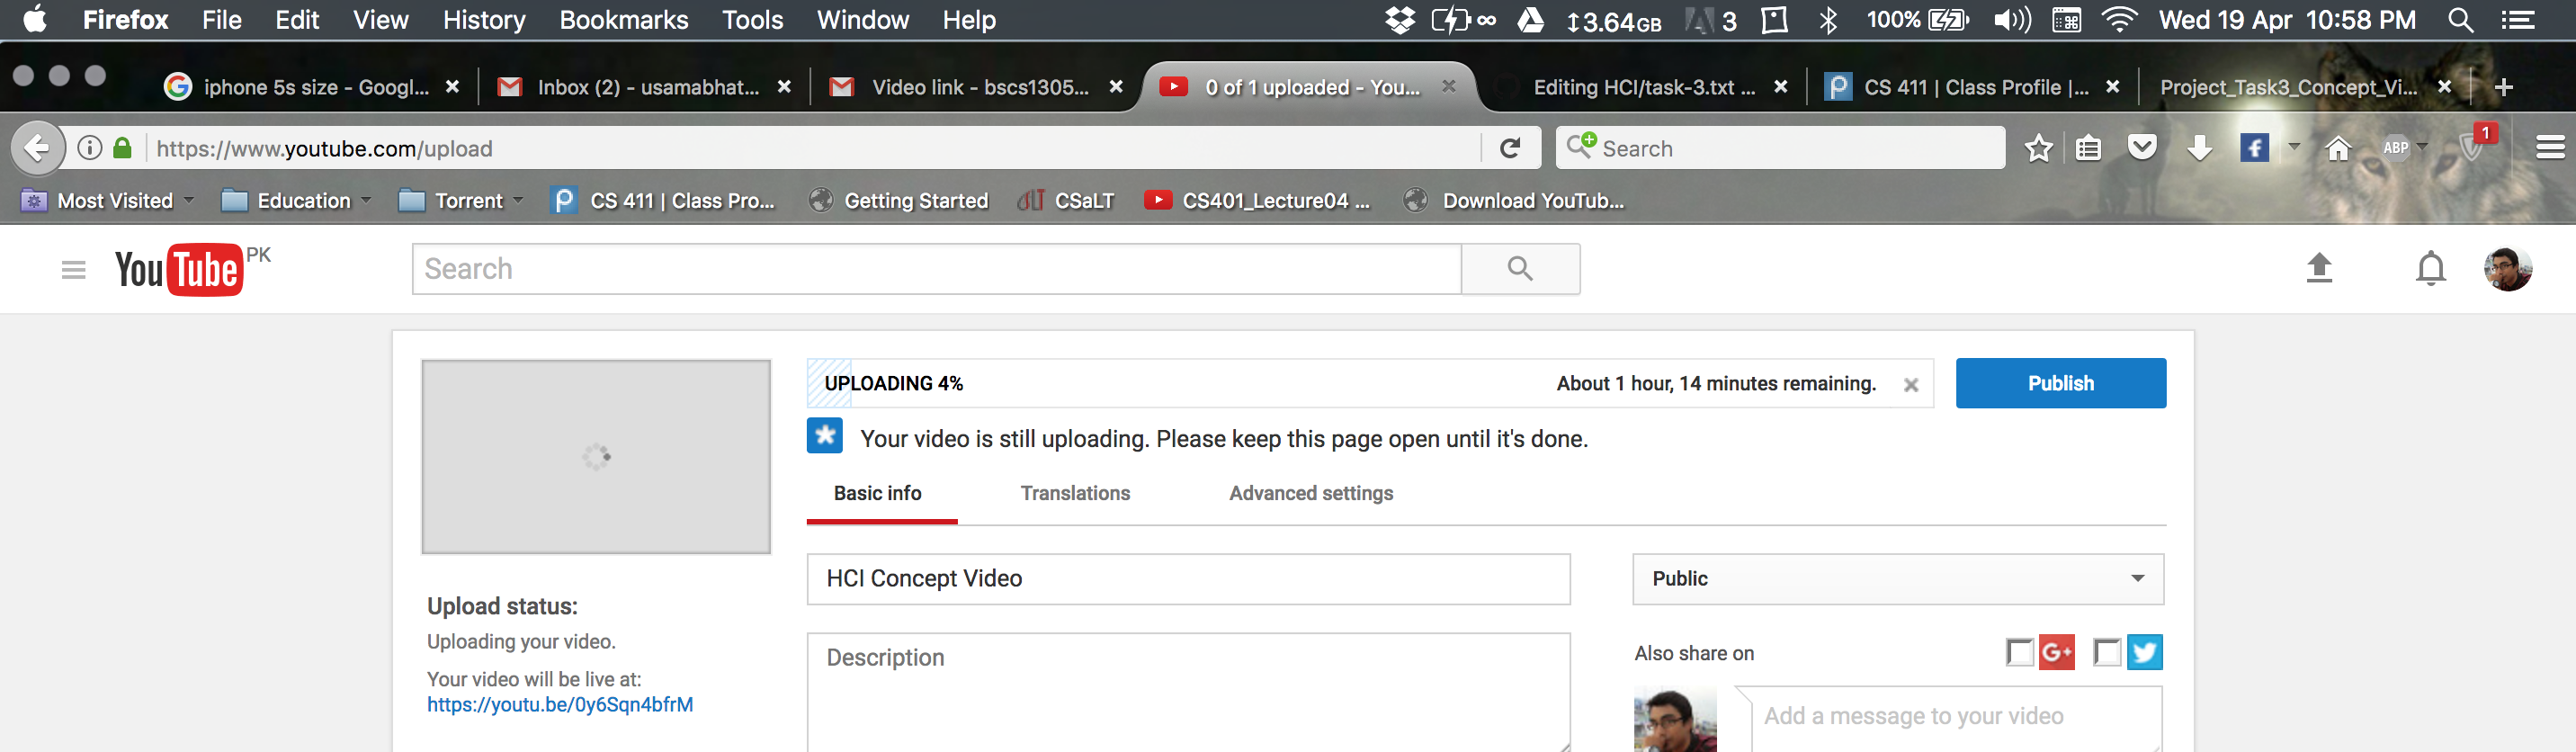 Firefox File Edit View History Bookmarks Tools Window Help ∞ 3.64GB 3 100% Wed 19 Apr 10:58 PM
iphone 5s size - Googl... Inbox (2) - usamabhat... Video link - bscs1305... 0 of 1 uploaded - You... Editing HCI/task-3.txt ... CS 411 | Class Profile |... Project_Task3_Concept_Vi...
https://www.youtube.com/upload Search ABP 1
Most Visited Education Torrent CS 411 | Class Pro... Getting Started CSaLT CS401_Lecture04 ... Download YouTub...
YouTube PK Search
UPLOADING 4% About 1 hour, 14 minutes remaining. Publish
Your video is still uploading. Please keep this page open until it's done.
Basic info Translations Advanced settings
HCI Concept Video Public
Upload status:
Uploading your video.
Your video will be live at:
https://youtu.be/0y6Sqn4bfrM
Description
Also share on G+
Add a message to your video